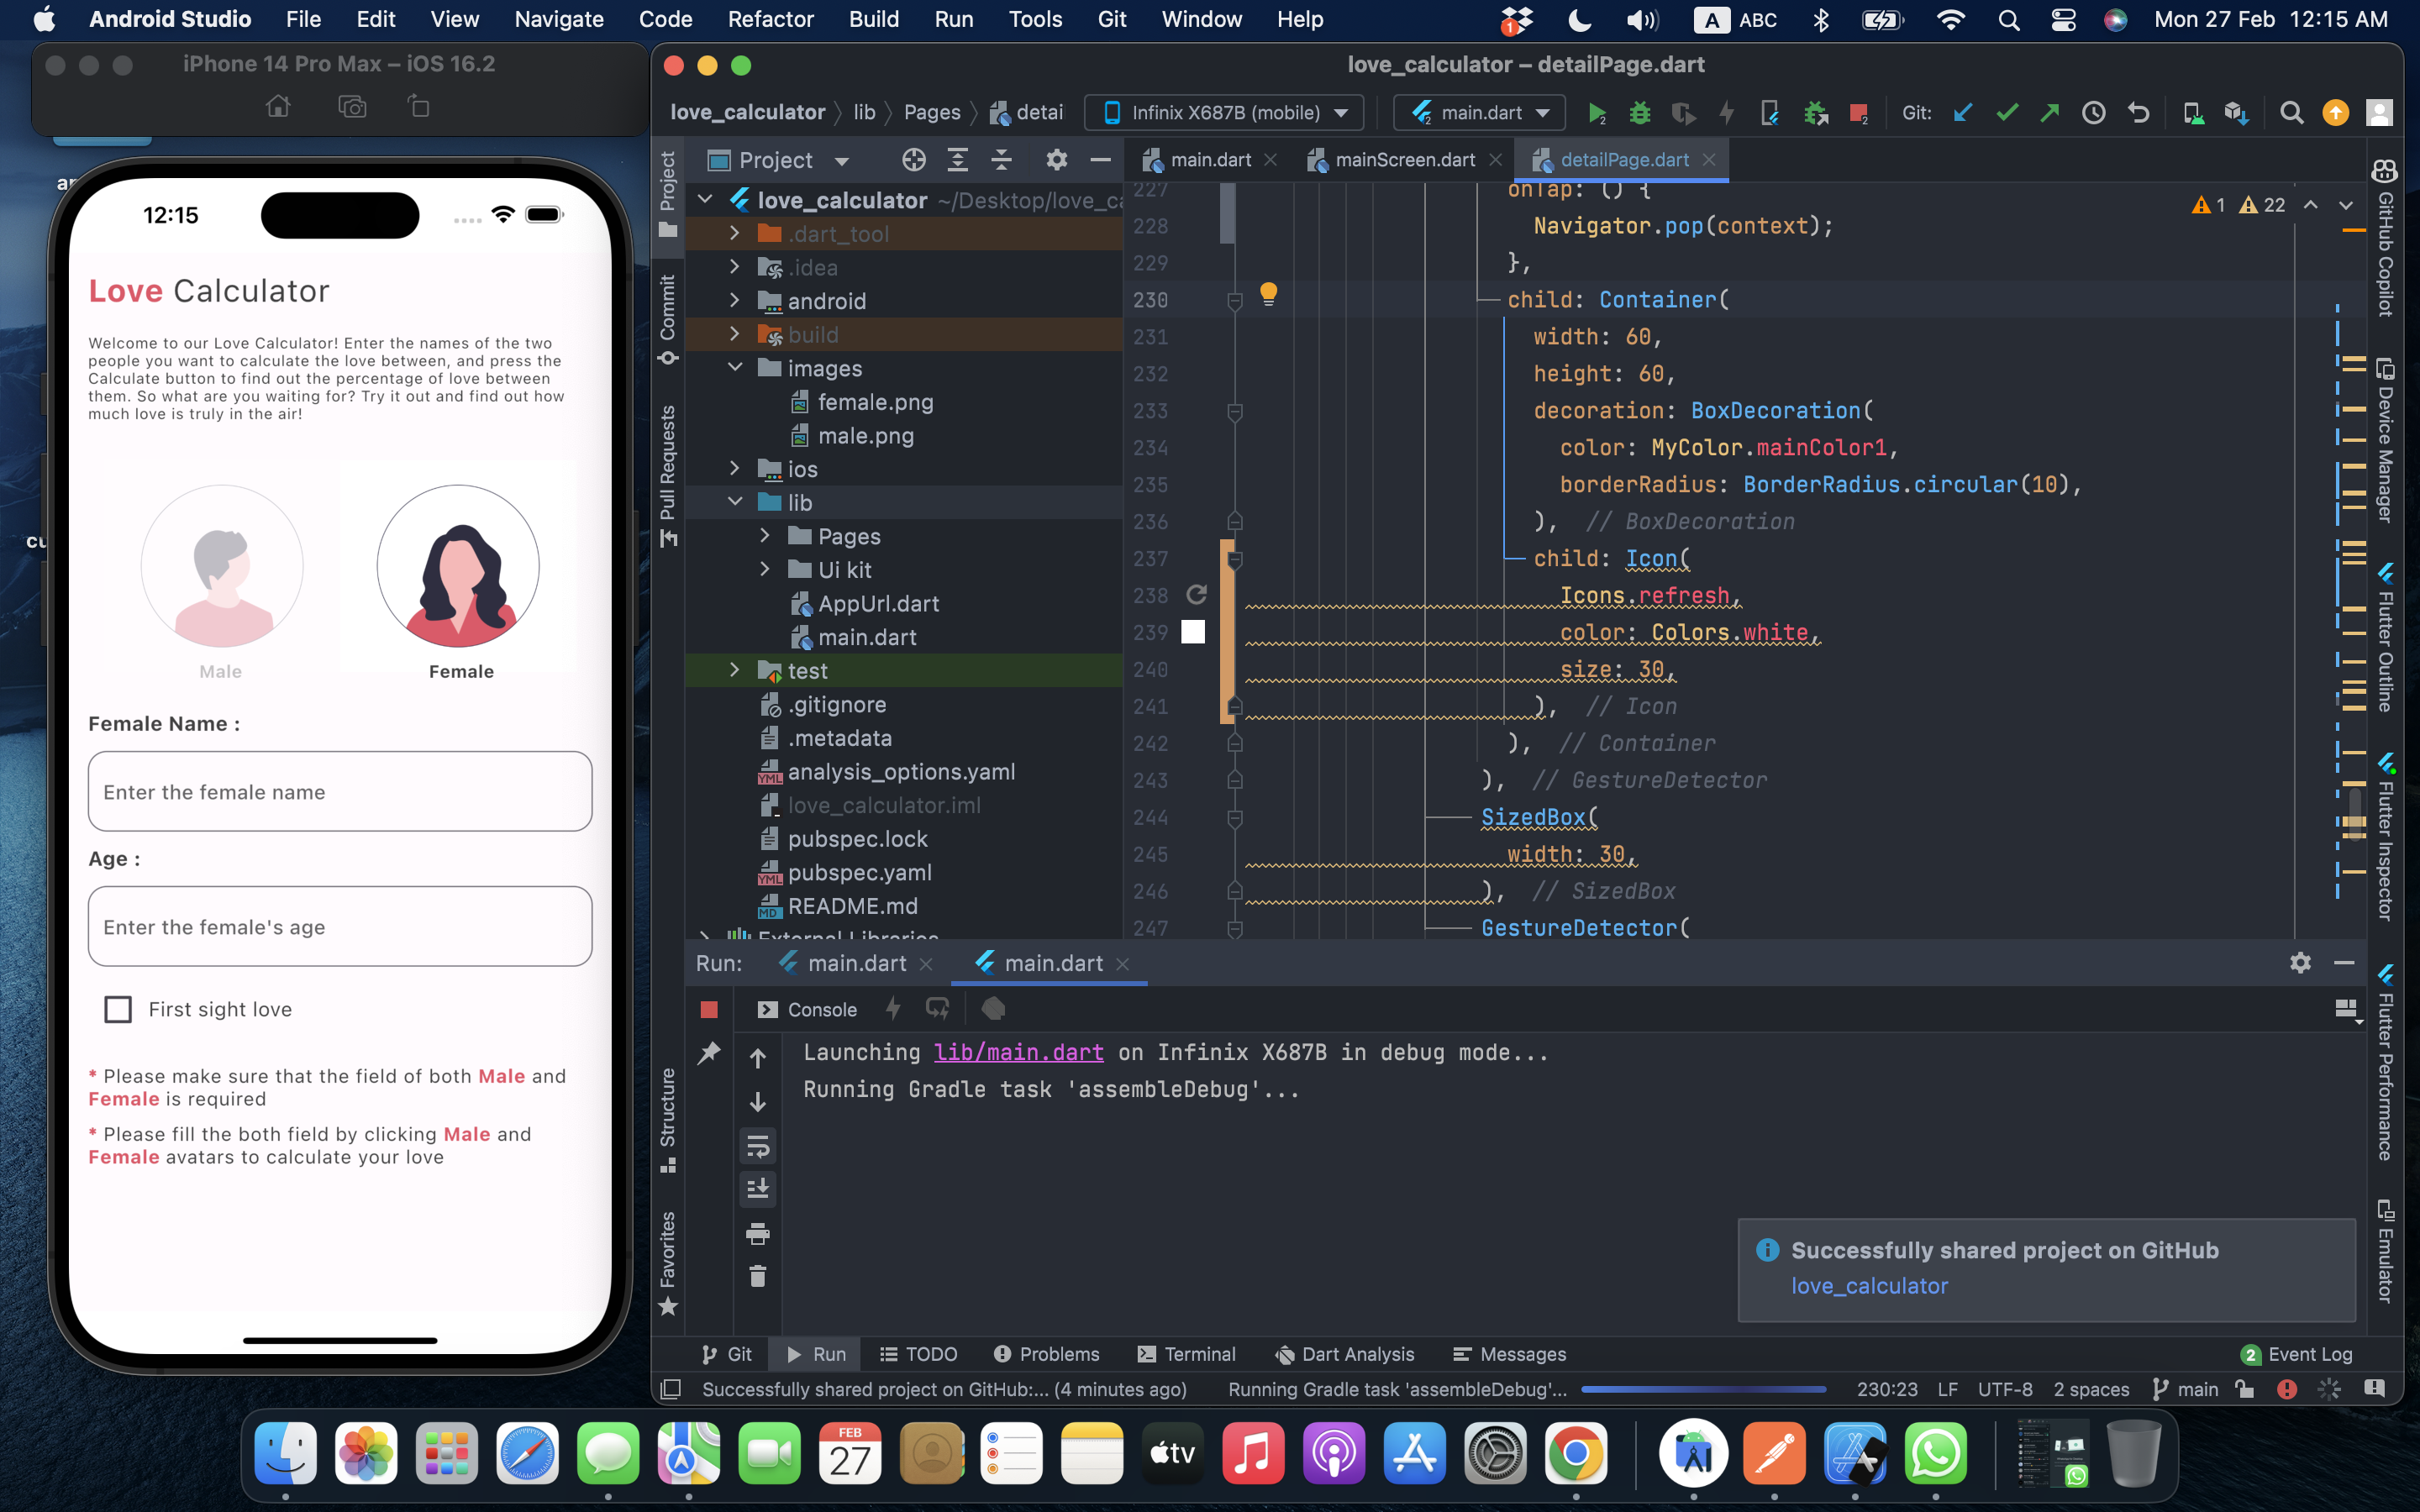 Android Studio File Edit View Navigate Code Refactor Build Run Tools Git Window Help 1 A ABC Mon 27 Feb 12:15 AM
iPhone 14 Pro Max – iOS 16.2
12:15
Love Calculator
Welcome to our Love Calculator! Enter the names of the two
people you want to calculate the love between, and press the
Calculate button to find out the percentage of love between
them. So what are you waiting for? Try it out and find out how
much love is truly in the air!
Male
Female
Female Name :
Enter the female name
Age :
Enter the female's age
First sight love
* Please make sure that the field of both Male and
Female is required
* Please fill the both field by clicking Male and
Female avatars to calculate your love
love_calculator – detailPage.dart
love_calculator lib Pages detai Infinix X687B (mobile) main.dart Git:
Project main.dart mainScreen.dart detailPage.dart
Project
Commit
Pull Requests
Structure
Favorites
love_calculator ~/Desktop/love_ca
.dart_tool
.idea
android
build
images
female.png
male.png
ios
lib
Pages
Ui kit
AppUrl.dart
main.dart
test
.gitignore
.metadata
analysis_options.yaml
love_calculator.iml
pubspec.lock
pubspec.yaml
README.md
External Libraries
1 22
227 onTap: () {
228 Navigator.pop(context);
229 },
230 child: Container(
231 width: 60,
232 height: 60,
233 decoration: BoxDecoration(
234 color: MyColor.mainColor1,
235 borderRadius: BorderRadius.circular(10),
236 ), // BoxDecoration
237 child: Icon(
238 Icons.refresh,
239 color: Colors.white,
240 size: 30,
241 ), // Icon
242 ), // Container
243 ), // GestureDetector
244 SizedBox(
245 width: 30,
246 ), // SizedBox
247 GestureDetector(
GitHub Copilot
Device Manager
Flutter Outline
Flutter Inspector
Flutter Performance
Emulator
Run: main.dart main.dart
Console
Launching lib/main.dart on Infinix X687B in debug mode...
Running Gradle task 'assembleDebug'...
Successfully shared project on GitHub
love_calculator
Git Run TODO Problems Terminal Dart Analysis Messages 2 Event Log
Successfully shared project on GitHub:... (4 minutes ago) Running Gradle task 'assembleDebug'... 230:23 LF UTF-8 2 spaces main
FEB
27
tv